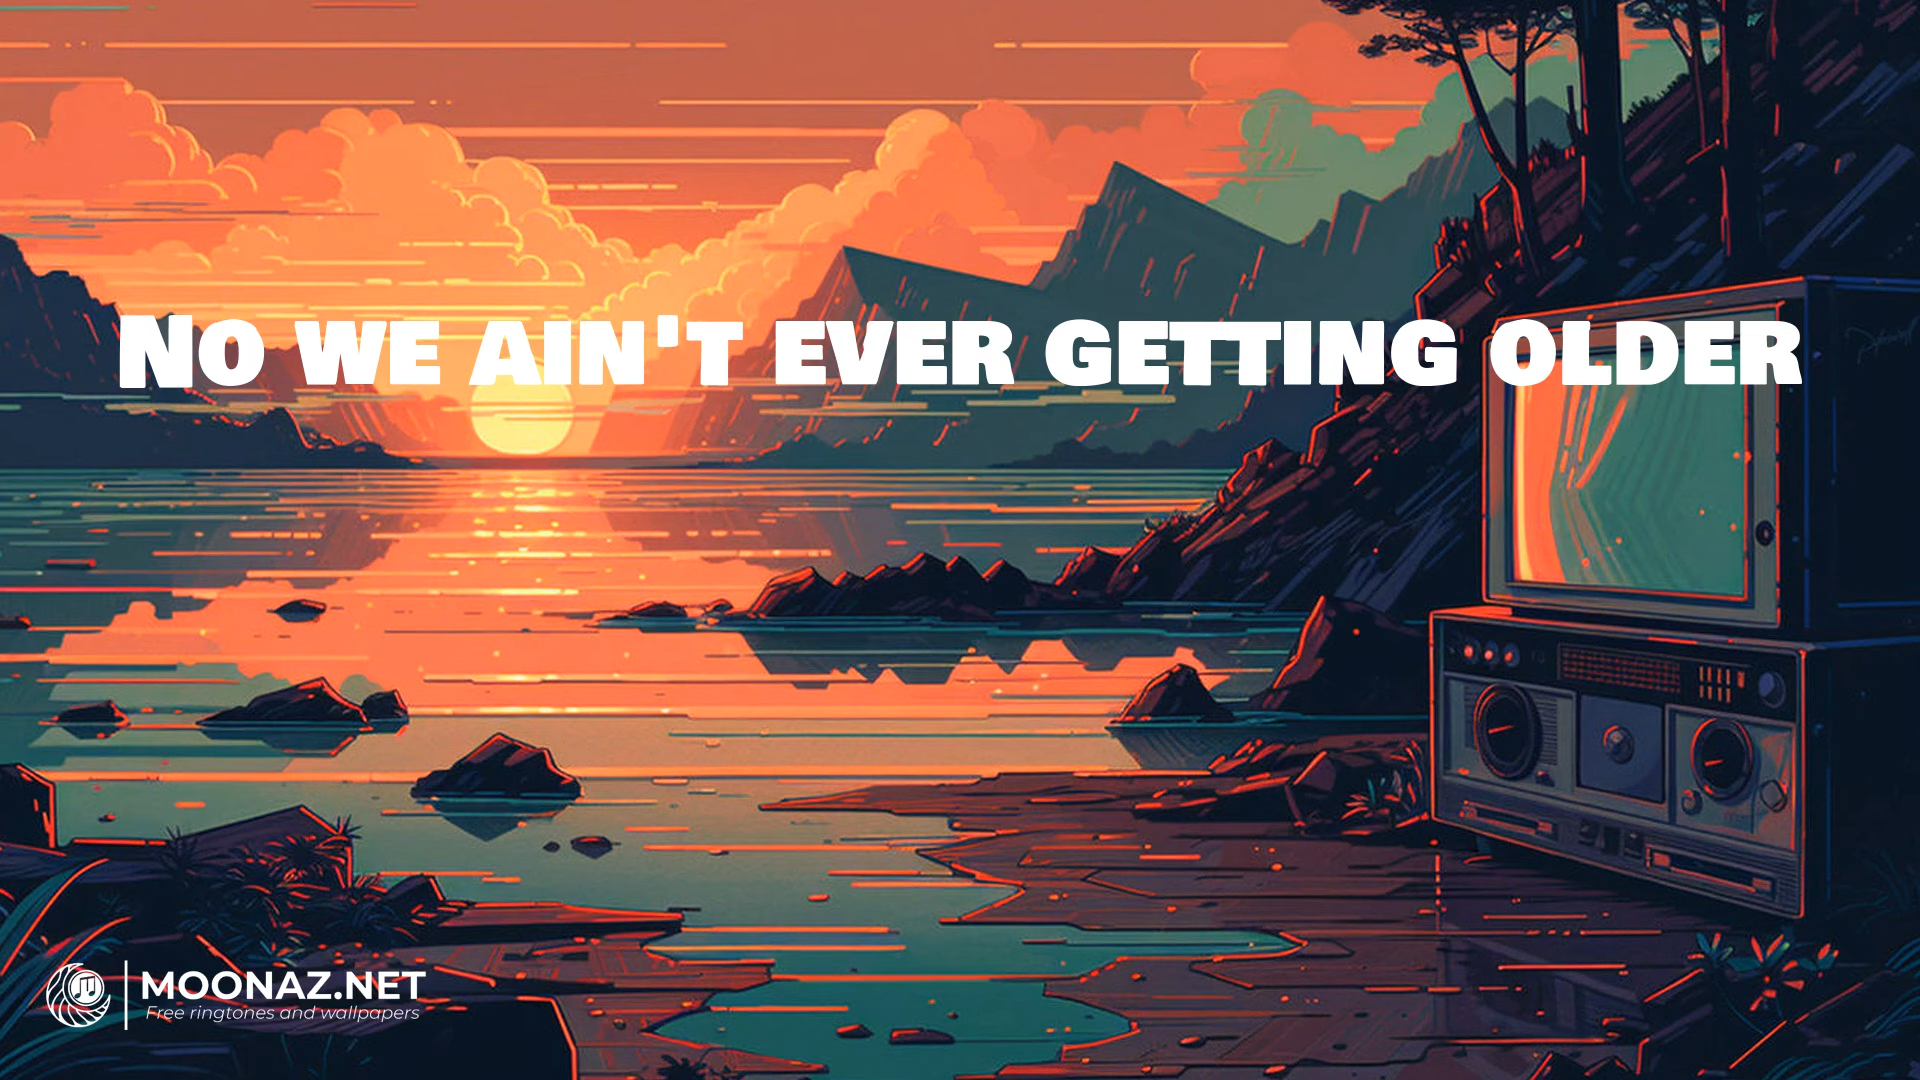 No we ain't ever getting older
MOONAZ.NET
Free ringtones and wallpapers